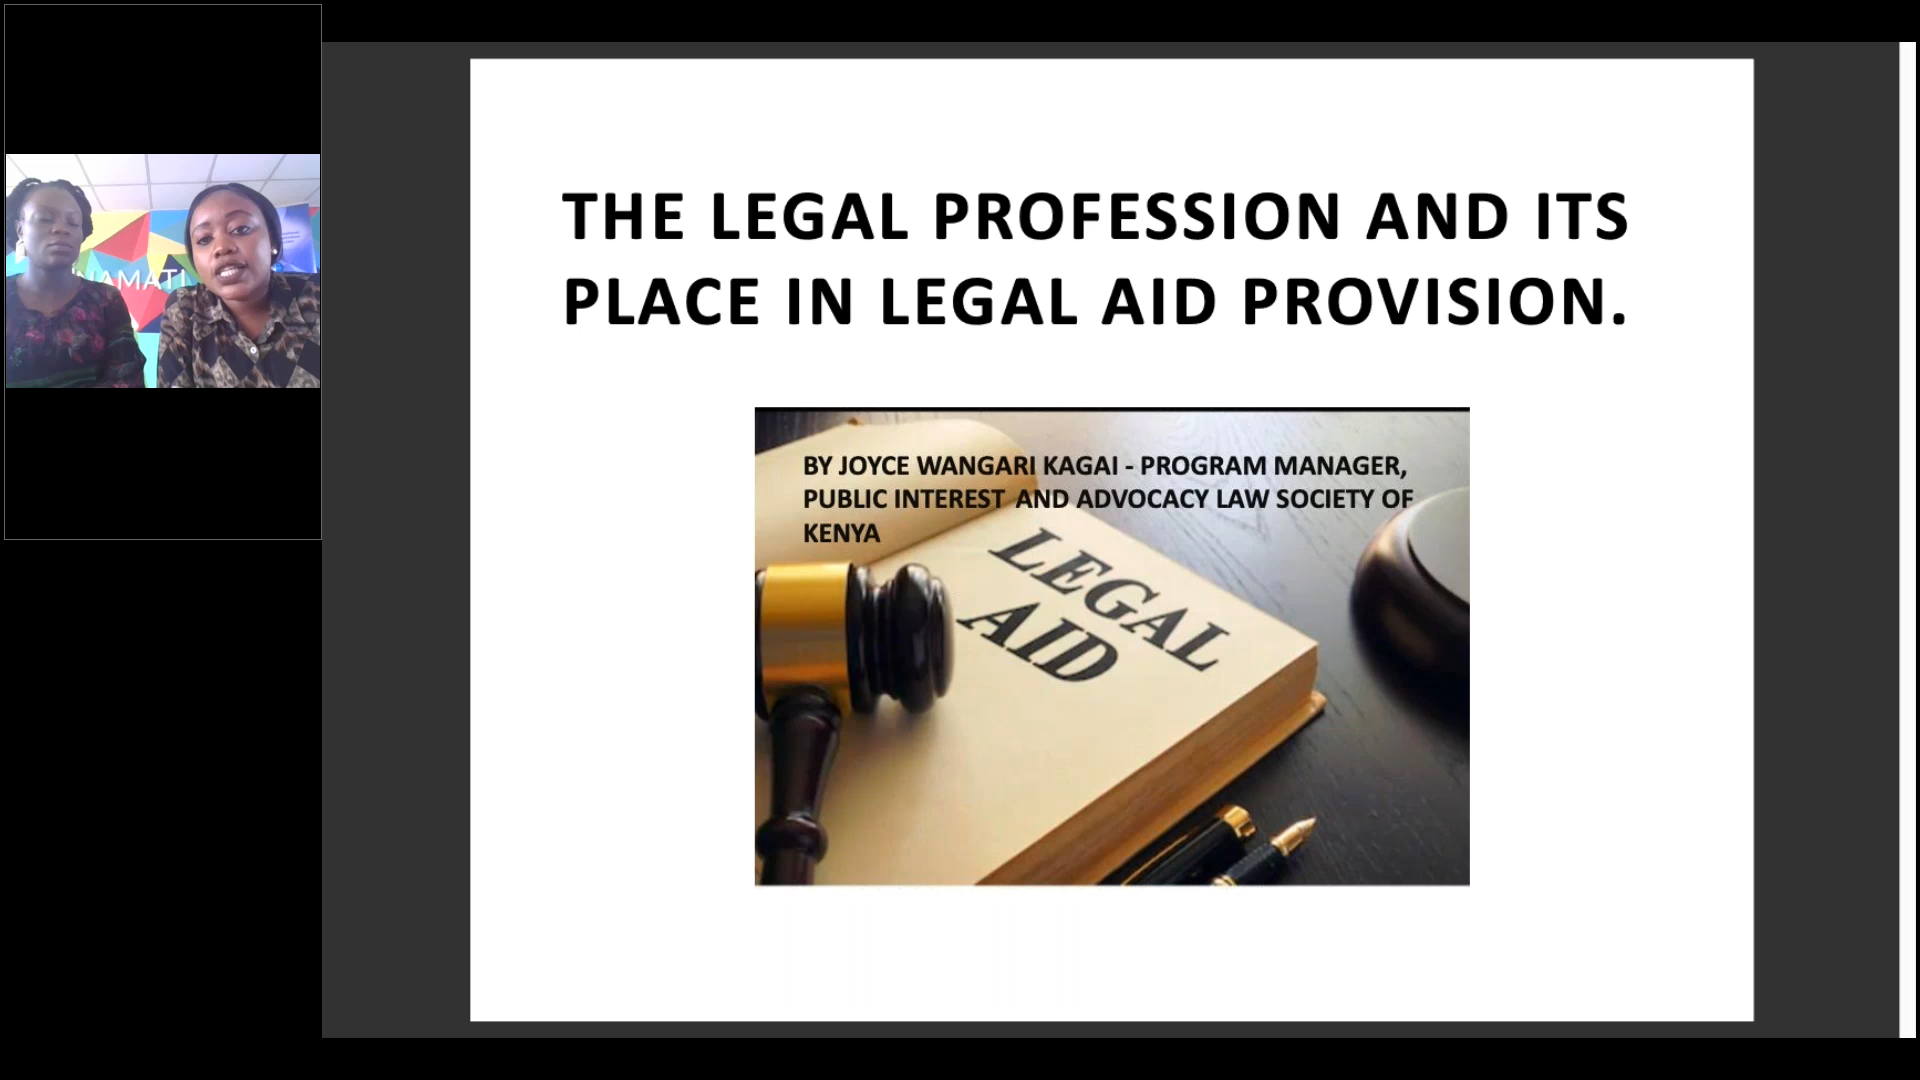 THE LEGAL PROFESSION AND ITS
PLACE IN LEGAL AID PROVISION.
BY JOYCE WANGARI KAGAI - PROGRAM MANAGER,
PUBLIC INTEREST AND ADVOCACY LAW SOCIETY OF
KENYA
LEGAL
AID
NAMATI